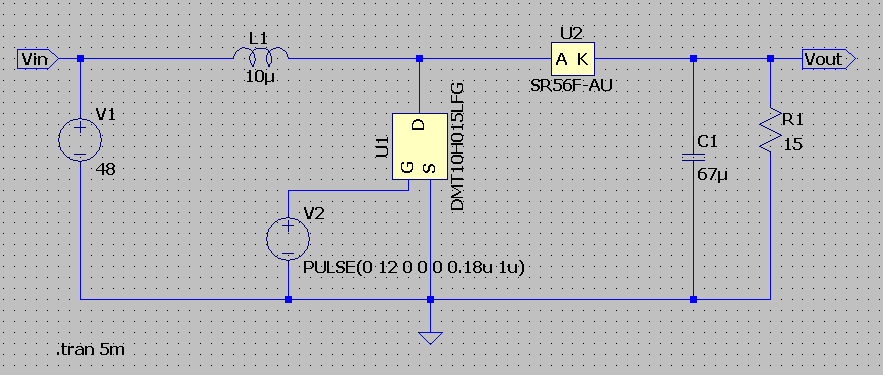 Vin
L1
10µ
U2
A K
SR56F-AU
Vout
V1
48
U1
D
G
S
DMT10H015LFG
C1
67µ
R1
15
V2
PULSE(0 12 0 0 0 0.18u 1u)
.tran 5m